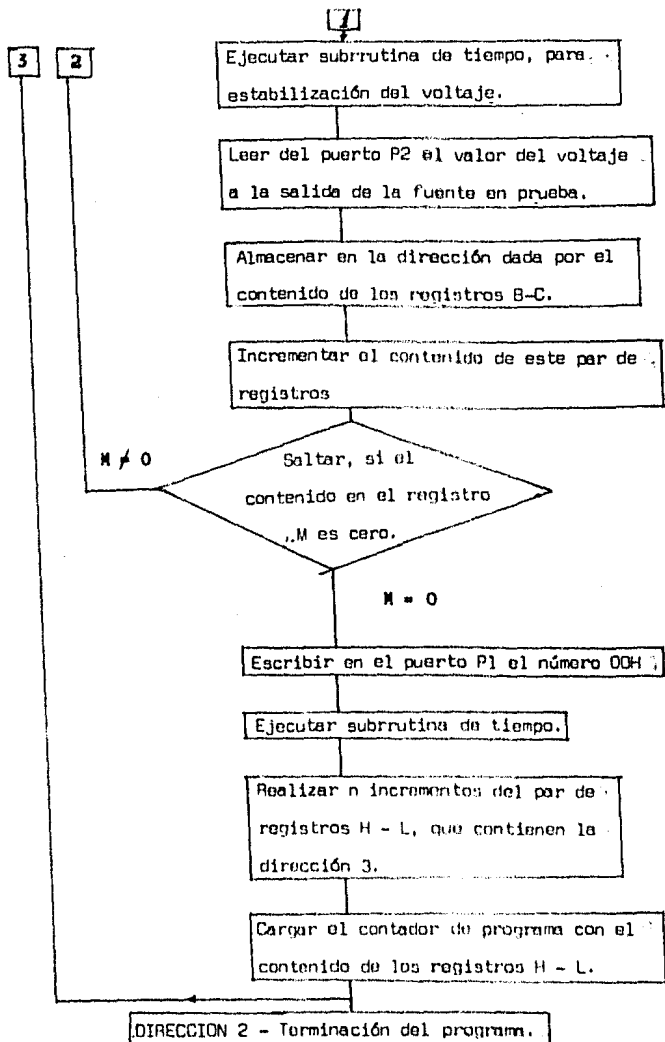 1
3 2
Ejecutar subrrutina de tiempo, para
estabilización del voltaje.
Leer del puerto P2 el valor del voltaje
a la salida de la fuente en prueba.
Almacenar en la dirección dada por el
contenido de los registros B-C.
Incrementar el contenido de este par de
registros
M ≠ 0
Saltar, si el
contenido en el registro
M es cero.
M = 0
Escribir en el puerto P1 el número 00H
Ejecutar subrrutina de tiempo.
Realizar n incrementos del par de
registros H - L, que contienen la
dirección 3.
Cargar el contador de programa con el
contenido de los registros H - L.
DIRECCION 2 - Terminación del programa.